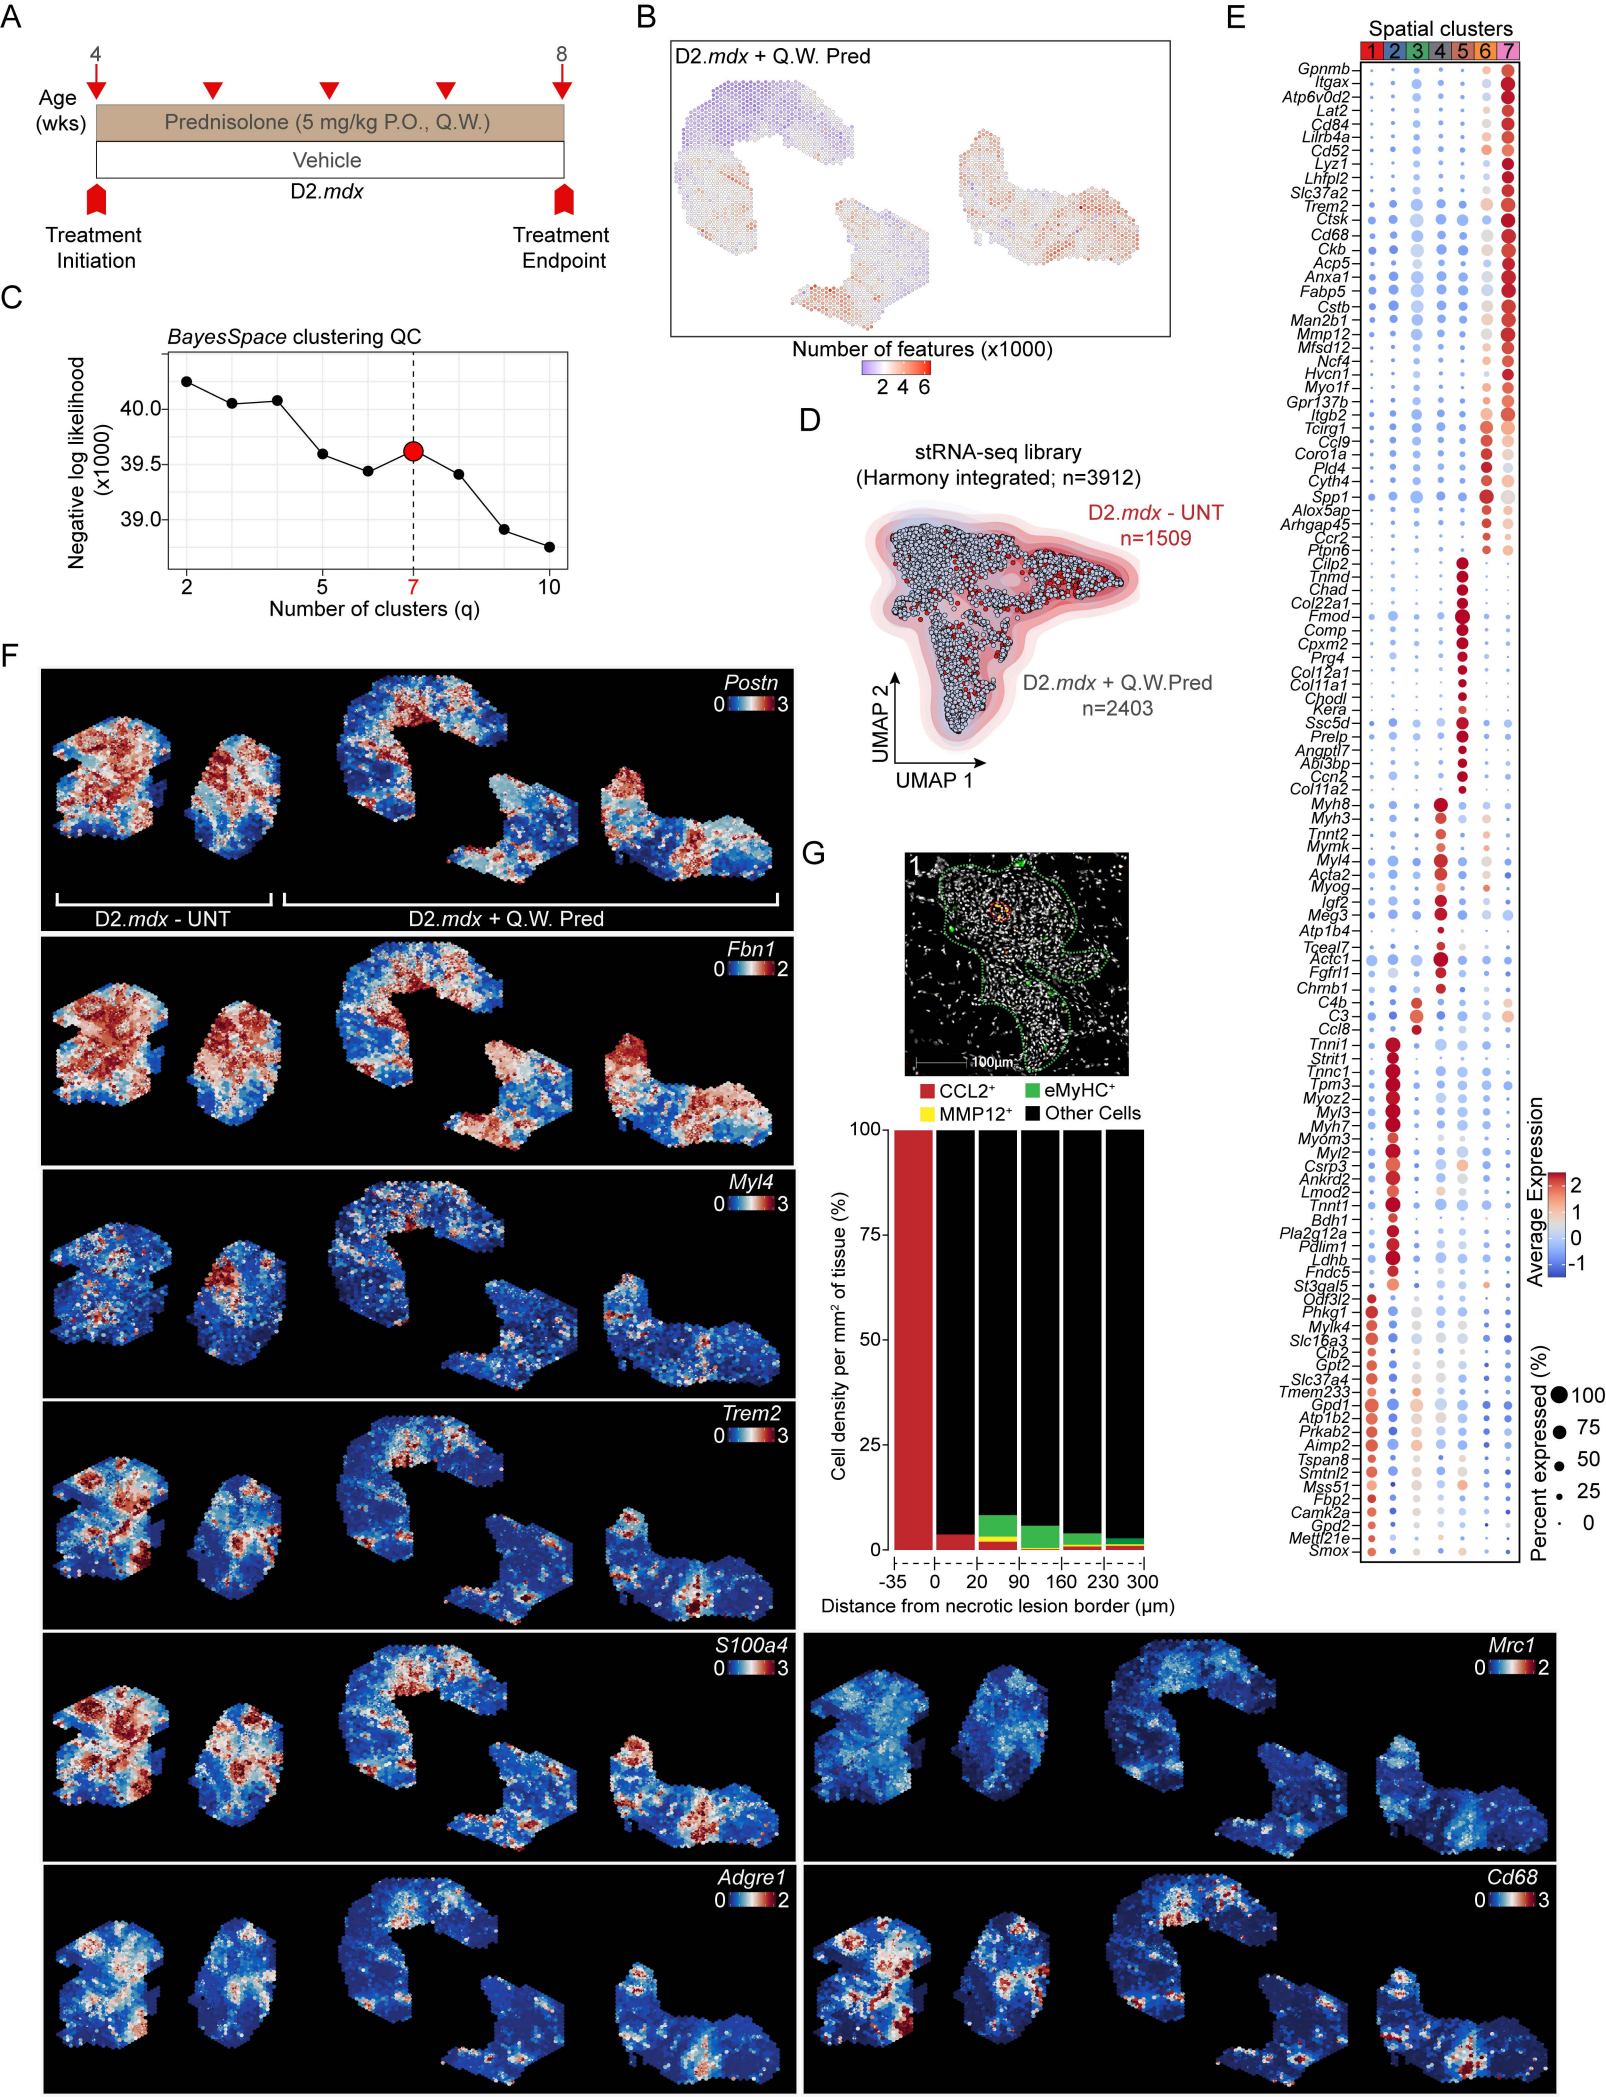 A
4
8
Age
(wks)
Prednisolone (5 mg/kg P.O., Q.W.)
Vehicle
D2.mdx
Treatment
Initiation
Treatment
Endpoint
B
D2.mdx + Q.W. Pred
Number of features (x1000)
2 4 6
C
BayesSpace clustering QC
Negative log likelihood
(x1000)
40.0
39.5
39.0
2
5
7
10
Number of clusters (q)
D
stRNA-seq library
(Harmony integrated; n=3912)
D2.mdx - UNT
n=1509
D2.mdx + Q.W.Pred
n=2403
UMAP 2
UMAP 1
E
Spatial clusters
1 2 3 4 5 6 7
Gpnmb
Itgax
Atp6v0d2
Lat2
Cd84
Lilrb4a
Cd52
Lyz1
Lhfpl2
Slc37a2
Trem2
Ctsk
Cd68
Ckb
Acp5
Anxa1
Fabp5
Cstb
Man2b1
Mmp12
Mfsd12
Ncf4
Hvcn1
Myo1f
Gpr137b
Itgb2
Tcirg1
Ccl9
Coro1a
Pld4
Cyth4
Spp1
Alox5ap
Arhgap45
Ccr2
Ptpn6
Cilp2
Tnmd
Chad
Col22a1
Fmod
Comp
Cpxm2
Prg4
Col12a1
Col11a1
Chodl
Kera
Ssc5d
Prelp
Angptl7
Abi3bp
Ccn2
Col11a2
Myh8
Myh3
Tnnt2
Mymk
Myl4
Acta2
Myog
Igf2
Meg3
Atp1b4
Tceal7
Actc1
Fgfrl1
Chrnb1
C4b
C3
Ccl8
Tnni1
Strit1
Tnnc1
Tpm3
Myoz2
Myl3
Myh7
Myom3
Myl2
Csrp3
Ankrd2
Lmod2
Tnnt1
Bdh1
Pla2g12a
Pdlim1
Ldhb
Fndc5
St3gal5
Odf3l2
Phkg1
Mylk4
Slc16a3
Cib2
Gpt2
Slc37a4
Tmem233
Gpd1
Atp1b2
Prkab2
Aimp2
Tspan8
Smtnl2
Mss51
Fbp2
Camk2a
Gpd2
Mettl21e
Smox
Average Expression
2
1
0
-1
Percent expressed (%)
100
75
50
25
0
F
Postn
0 3
D2.mdx - UNT
D2.mdx + Q.W. Pred
Fbn1
0 2
Myl4
0 3
Trem2
0 3
S100a4
0 3
Adgre1
0 2
Mrc1
0 2
Cd68
0 3
G
1
100µm
CCL2+
eMyHC+
MMP12+
Other Cells
Cell density per mm2 of tissue (%)
100
75
50
25
0
-35 0 20 90 160 230 300
Distance from necrotic lesion border (µm)